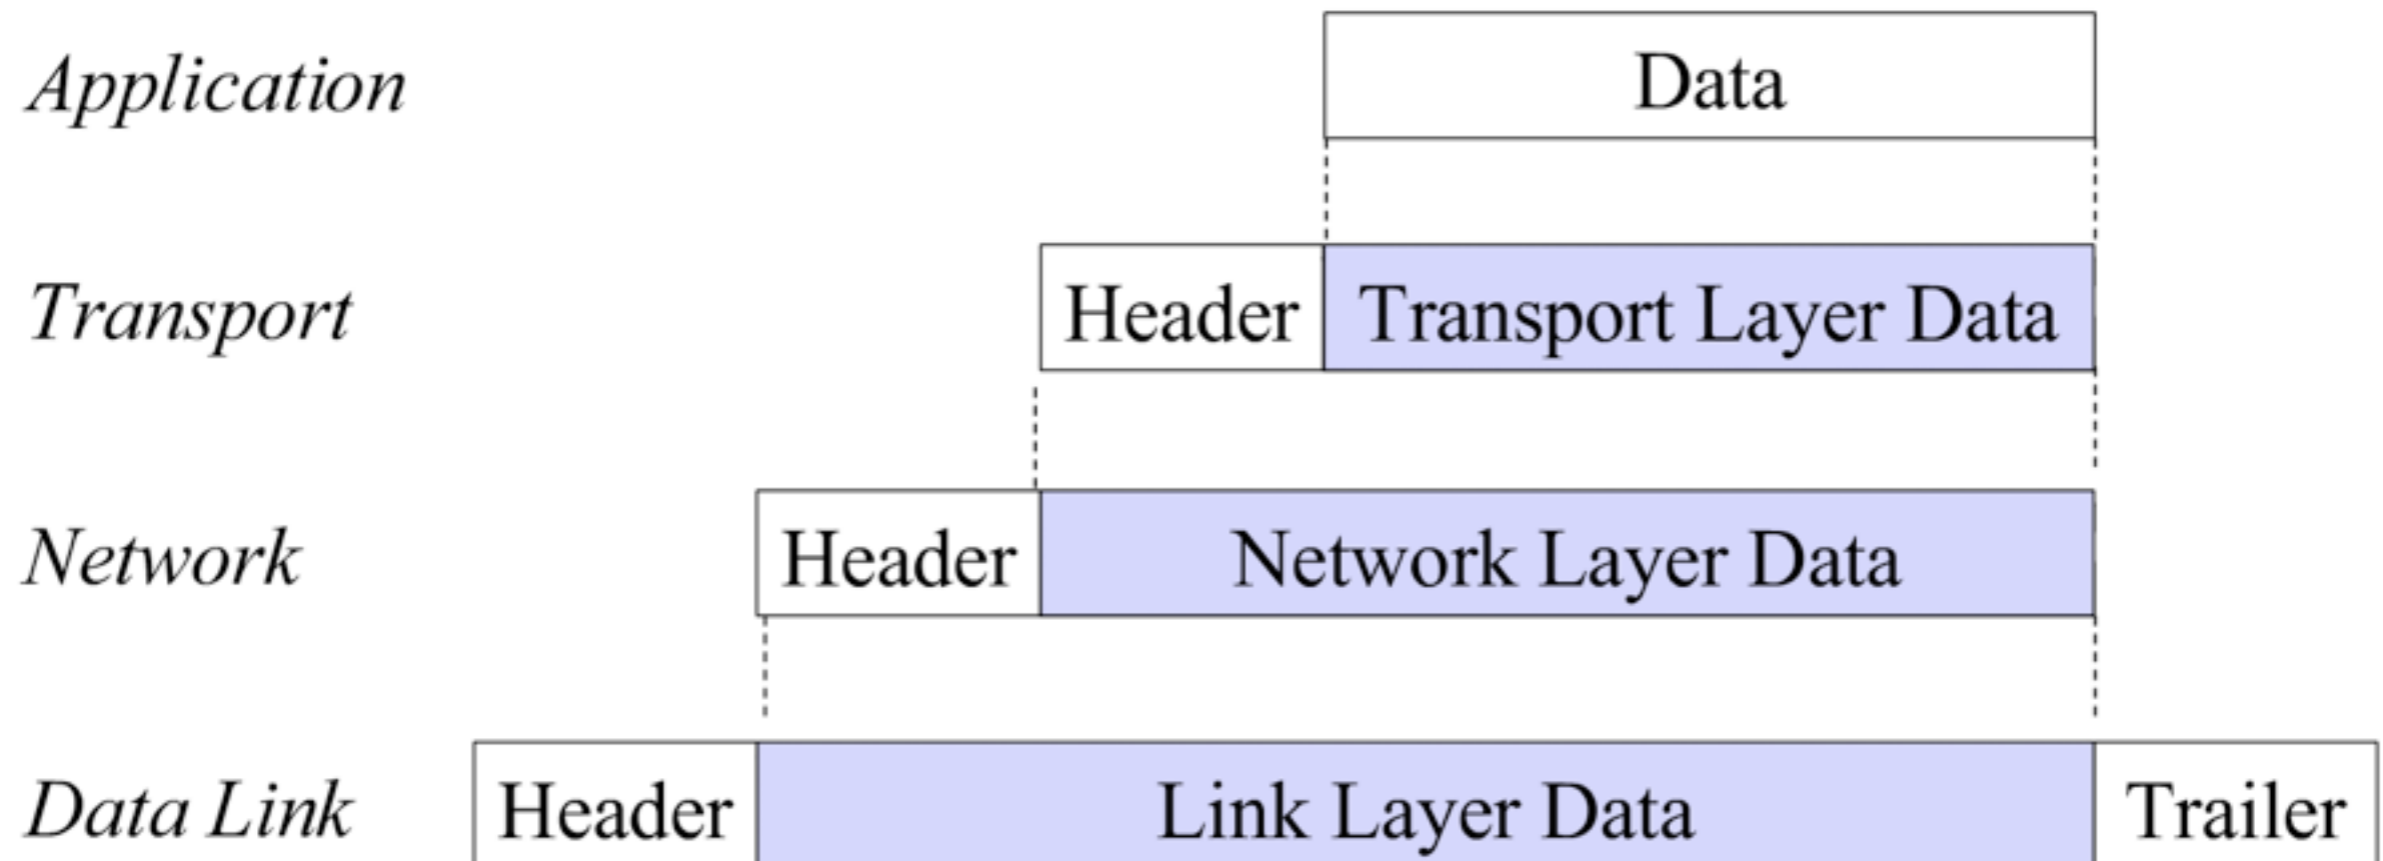 Application Data
Transport Header Transport Layer Data
Network Header Network Layer Data
Data Link Header Link Layer Data Trailer